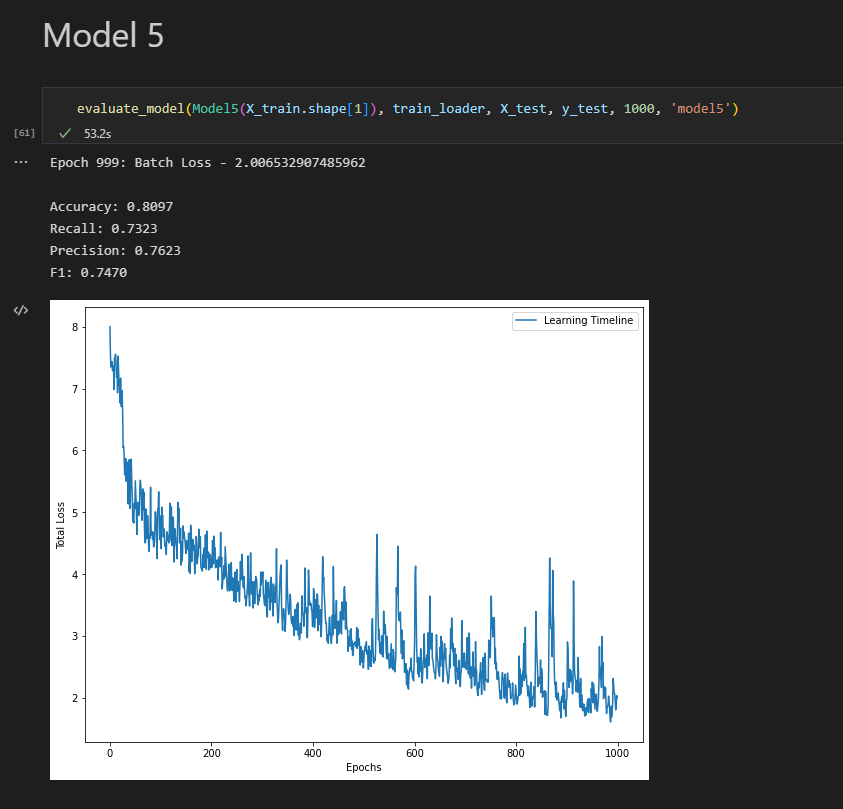 Model 5
evaluate_model(Model5(X_train.shape[1]), train_loader, X_test, y_test, 1000, 'model5')
[61]
53.2s
Epoch 999: Batch Loss - 2.006532907485962
Accuracy: 0.8097
Recall: 0.7323
Precision: 0.7623
F1: 0.7470
Learning Timeline
8
7
6
5
4
3
2
Total Loss
0
200
400
600
800
1000
Epochs